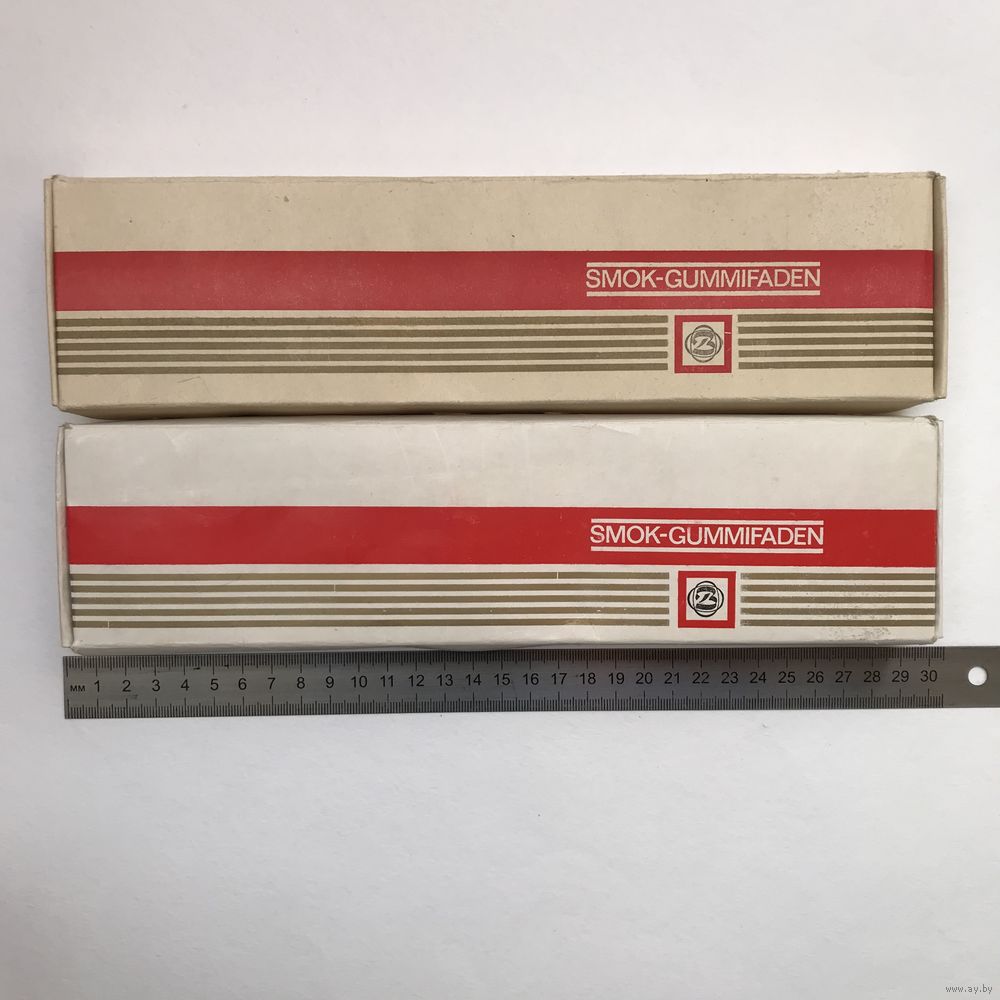 SMOK-GUMMIFADEN
SMOK-GUMMIFADEN
мм 1 2 3 4 5 6 7 8 9 10 11 12 13 14 15 16 17 18 19 20 21 22 23 24 25 26 27 28 29 30
www.ay.by